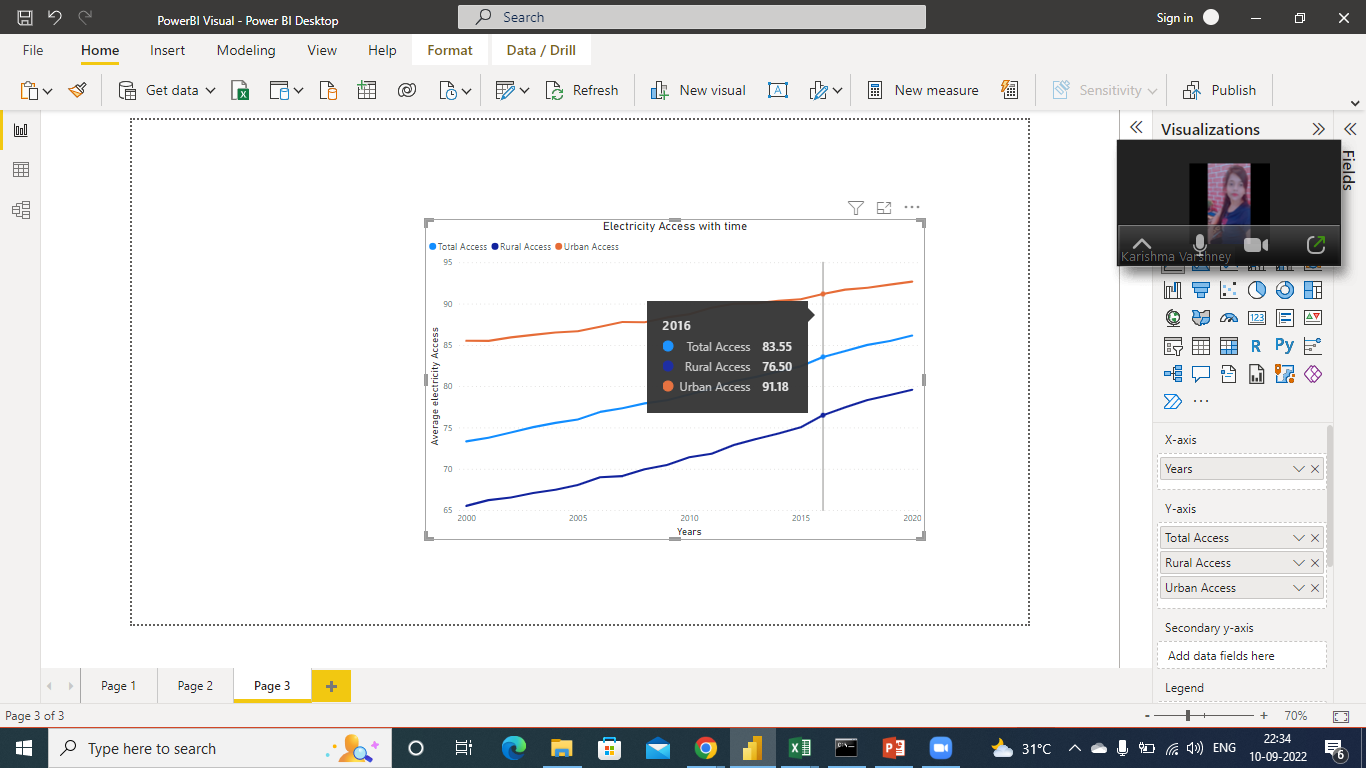 PowerBI Visual - Power BI Desktop
Search
Sign in
File Home Insert Modeling View Help Format Data / Drill
Get data Refresh New visual New measure Sensitivity Publish
Visualizations
Fields
Karishma Varshney
Electricity Access with time
Total Access Rural Access Urban Access
95
90
85
80
75
70
65
Average electricity Access
2016
Total Access 83.55
Rural Access 76.50
Urban Access 91.18
2000 2005 2010 2015 2020
Years
123
R Py
X-axis
Years
Y-axis
Total Access
Rural Access
Urban Access
Secondary y-axis
Add data fields here
Legend
Page 1 Page 2 Page 3
Page 3 of 3
- + 70%
Type here to search
31°C ENG 22:34
10-09-2022
6